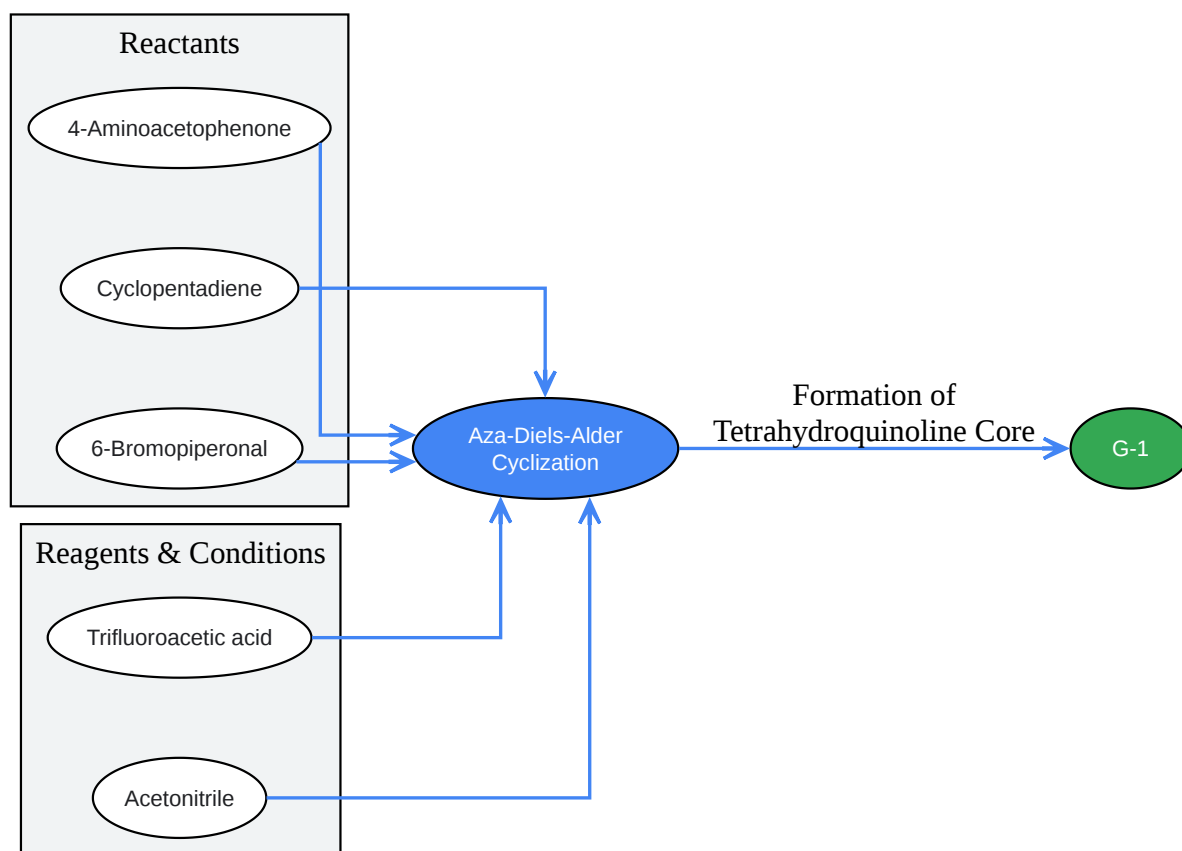 Reactants
4-Aminoacetophenone
Cyclopentadiene
6-Bromopiperonal
Reagents & Conditions
Trifluoroacetic acid
Acetonitrile
Aza-Diels-Alder
Cyclization
Formation of
Tetrahydroquinoline Core
G-1